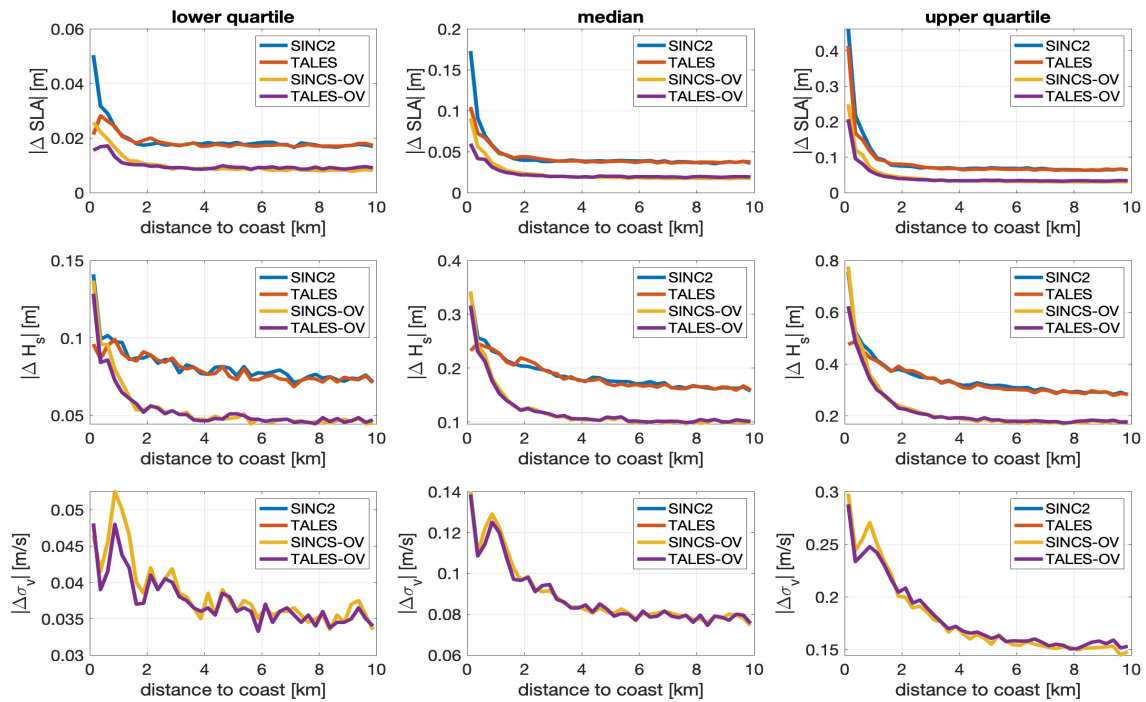 lower quartile
median
upper quartile
|Δ SLA| [m]
0.06
0.04
0.02
0
SINC2
TALES
SINCS-OV
TALES-OV
0 2 4 6 8 10
distance to coast [km]
|Δ SLA| [m]
0.2
0.15
0.1
0.05
0
SINC2
TALES
SINCS-OV
TALES-OV
0 2 4 6 8 10
distance to coast [km]
|Δ SLA| [m]
0.4
0.3
0.2
0.1
0
SINC2
TALES
SINCS-OV
TALES-OV
0 2 4 6 8 10
distance to coast [km]
|Δ Hs| [m]
0.15
0.1
0.05
SINC2
TALES
SINCS-OV
TALES-OV
0 2 4 6 8 10
distance to coast [km]
|Δ Hs| [m]
0.4
0.3
0.2
0.1
SINC2
TALES
SINCS-OV
TALES-OV
0 2 4 6 8 10
distance to coast [km]
|Δ Hs| [m]
0.8
0.6
0.4
0.2
SINC2
TALES
SINCS-OV
TALES-OV
0 2 4 6 8 10
distance to coast [km]
|Δσv| [m/s]
0.05
0.045
0.04
0.035
0.03
SINC2
TALES
SINCS-OV
TALES-OV
0 2 4 6 8 10
distance to coast [km]
|Δσv| [m/s]
0.14
0.12
0.1
0.08
0.06
SINC2
TALES
SINCS-OV
TALES-OV
0 2 4 6 8 10
distance to coast [km]
|Δσv| [m/s]
0.3
0.25
0.2
0.15
SINC2
TALES
SINCS-OV
TALES-OV
0 2 4 6 8 10
distance to coast [km]